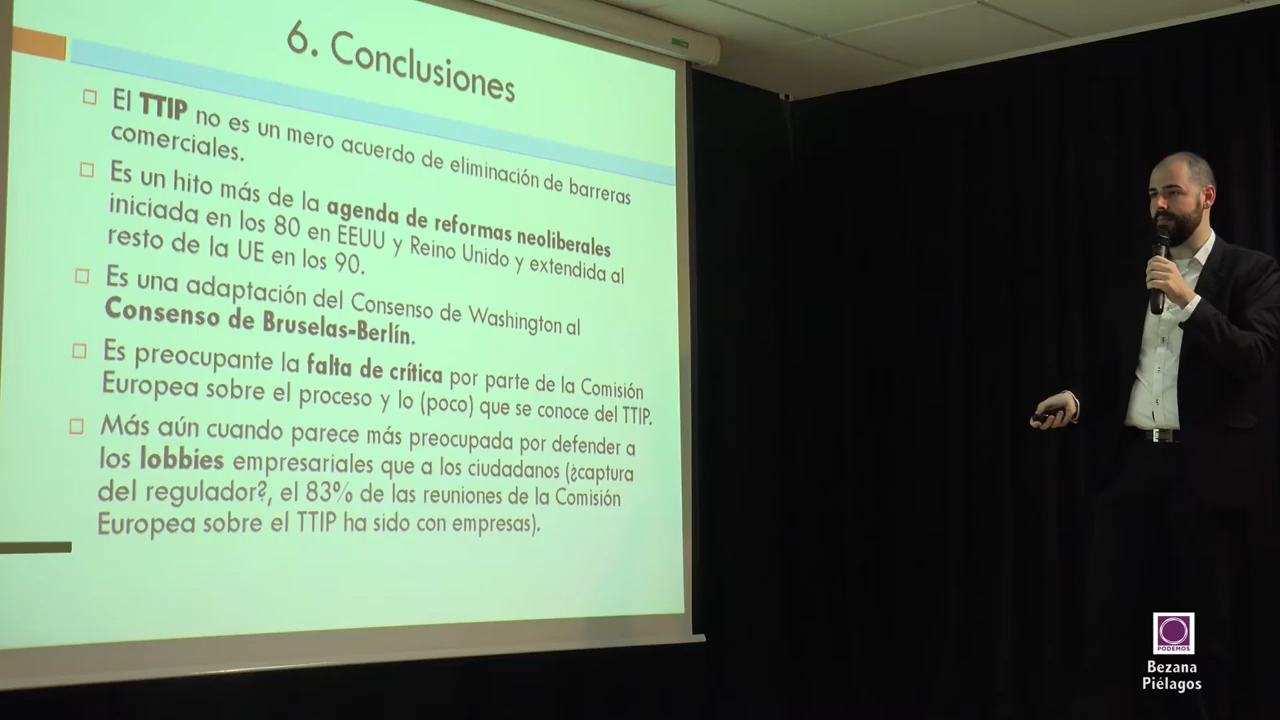 6. Conclusiones
El TTIP no es un mero acuerdo de eliminación de barreras
comerciales.
Es un hito más de la agenda de reformas neoliberales
iniciada en los 80 en EEUU y Reino Unido y extendida al
resto de la UE en los 90.
Es una adaptación del Consenso de Washington al
Consenso de Bruselas-Berlín.
Es preocupante la falta de crítica por parte de la Comisión
Europea sobre el proceso y lo (poco) que se conoce del TTIP.
Más aún cuando parece más preocupada por defender a
los lobbies empresariales que a los ciudadanos (¿captura
del regulador?, el 83% de las reuniones de la Comisión
Europea sobre el TTIP ha sido con empresas).
PODEMOS
Bezana
Piélagos